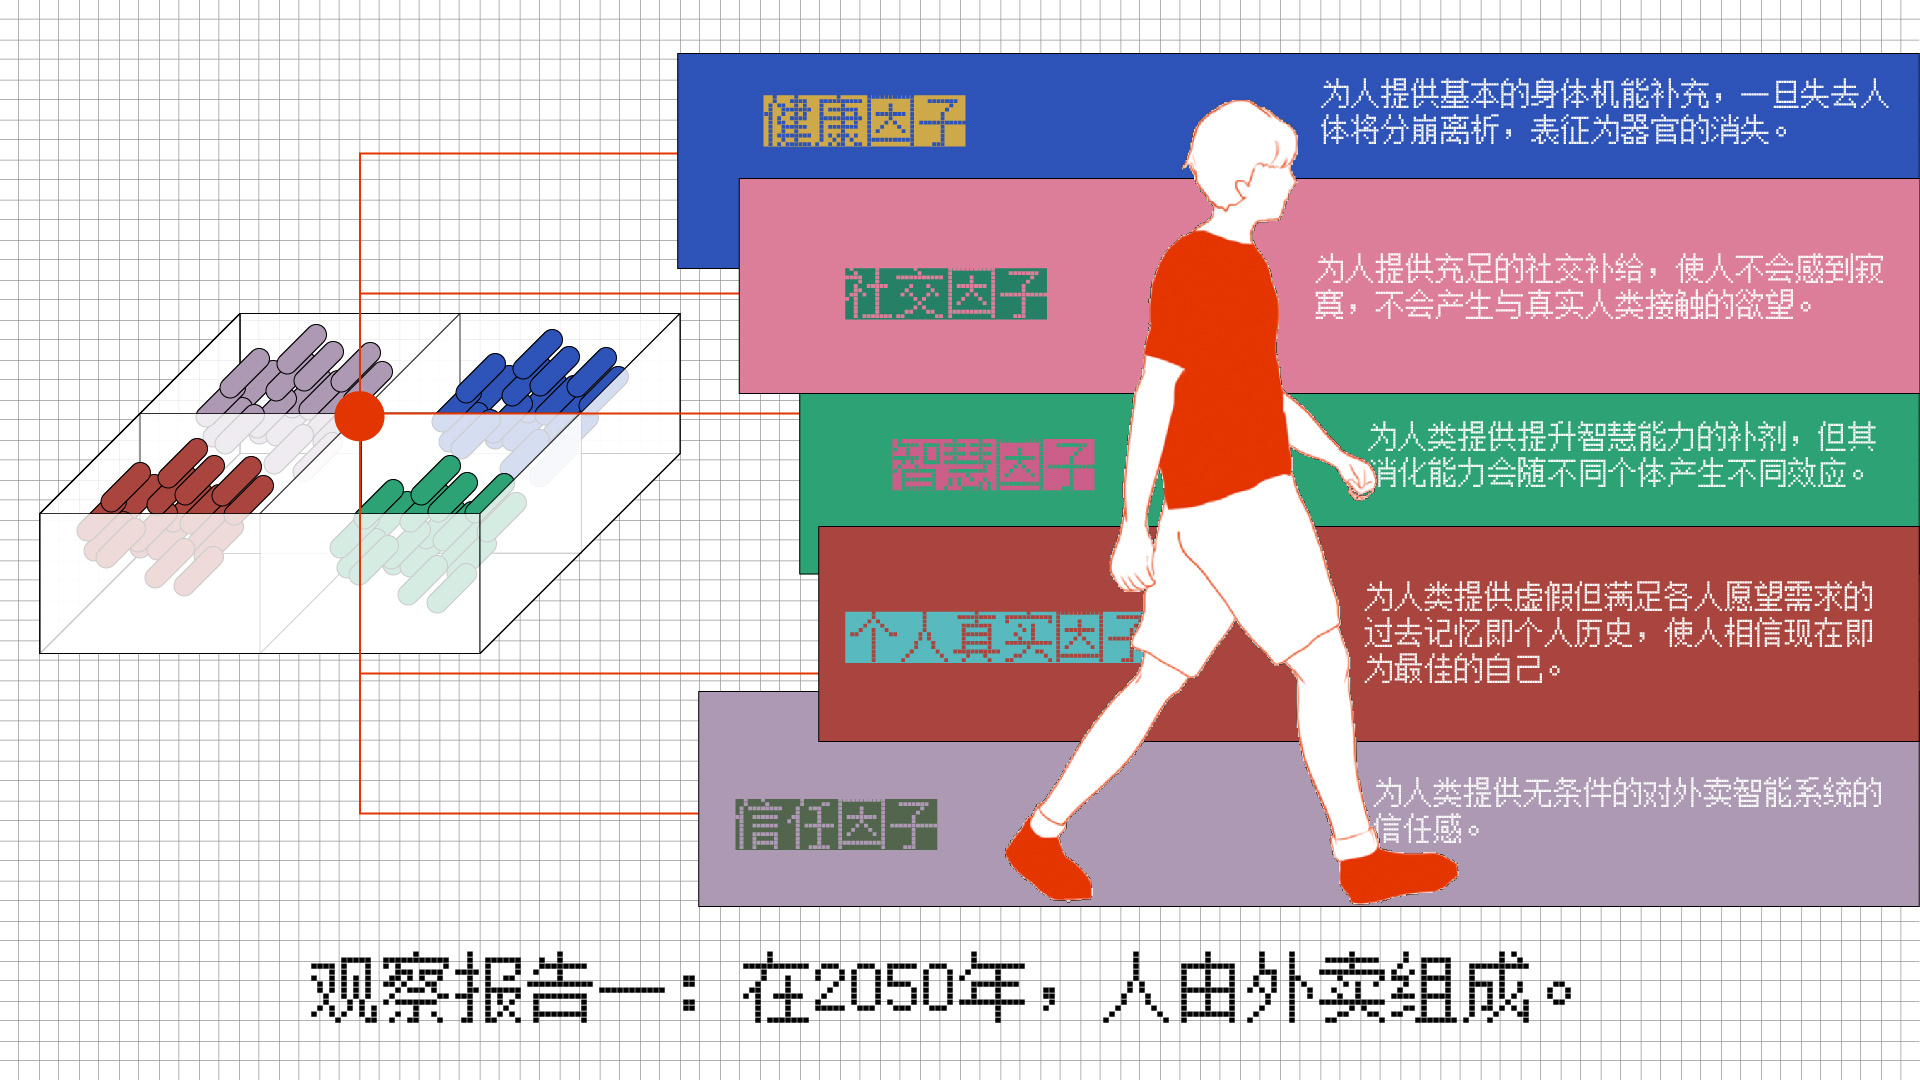 健康因子
为人提供基本的身体机能补充，一旦失去人
体将分崩离析，表征为器官的消失。
社交因子
为人提供充足的社交补给，使人不会感到寂
寞，不会产生与真实人类接触的欲望。
智慧因子
为人类提供提升智慧能力的补剂，但其
消化能力会随不同个体产生不同效应。
个人真实因子
为人类提供虚假但满足各人愿望需求的
过去记忆即个人历史，使人相信现在即
为最佳的自己。
信任因子
为人类提供无条件的对外卖智能系统的
信任感。
观察报告一：在2050年，人由外卖组成。